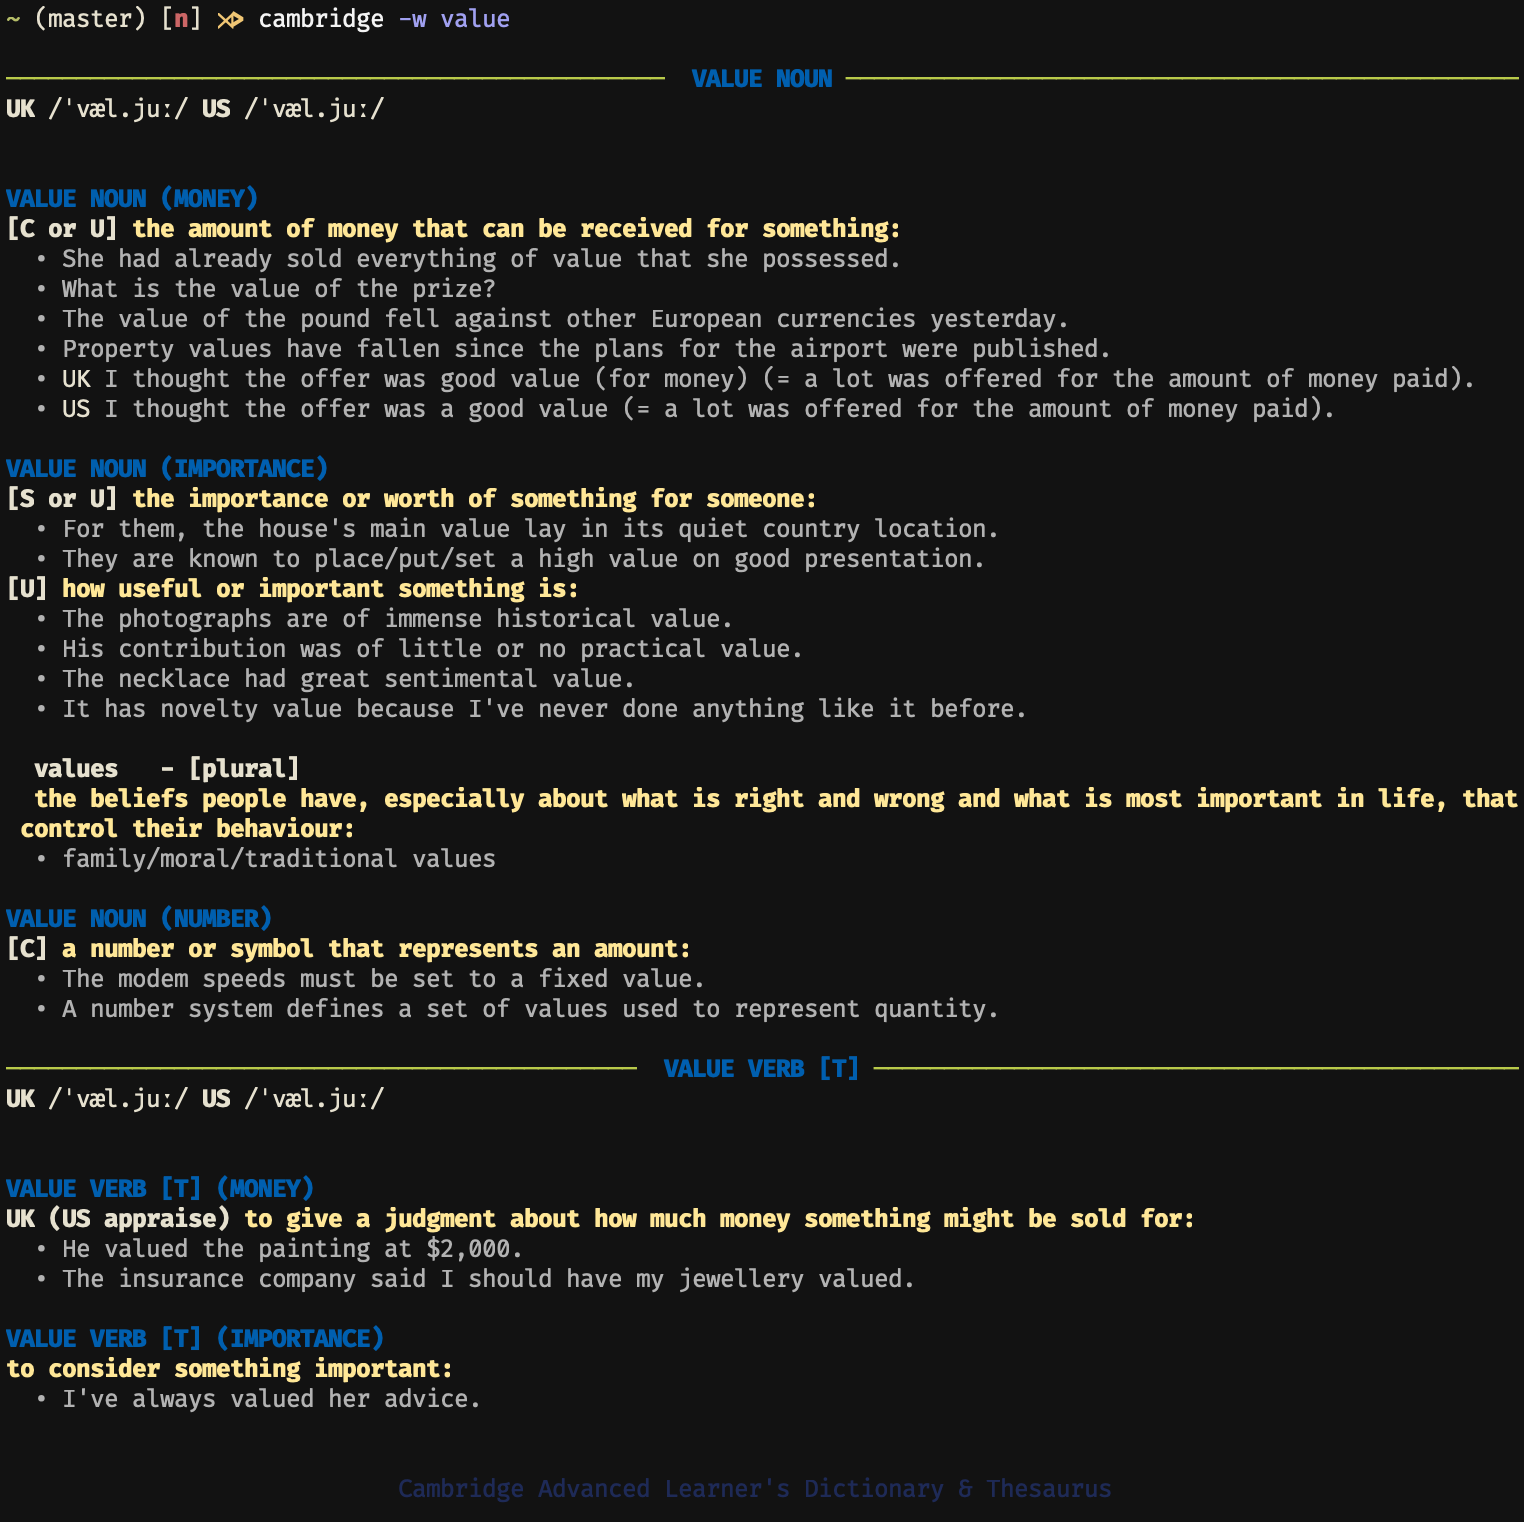 ~ (master) [n] ⋊> cambridge -w value
VALUE NOUN
UK /ˈvæl.juː/ US /ˈvæl.juː/
VALUE NOUN (MONEY)
[C or U] the amount of money that can be received for something:
• She had already sold everything of value that she possessed.
• What is the value of the prize?
• The value of the pound fell against other European currencies yesterday.
• Property values have fallen since the plans for the airport were published.
• UK I thought the offer was good value (for money) (= a lot was offered for the amount of money paid).
• US I thought the offer was a good value (= a lot was offered for the amount of money paid).
VALUE NOUN (IMPORTANCE)
[S or U] the importance or worth of something for someone:
• For them, the house's main value lay in its quiet country location.
• They are known to place/put/set a high value on good presentation.
[U] how useful or important something is:
• The photographs are of immense historical value.
• His contribution was of little or no practical value.
• The necklace had great sentimental value.
• It has novelty value because I've never done anything like it before.
values - [plural]
the beliefs people have, especially about what is right and wrong and what is most important in life, that
control their behaviour:
• family/moral/traditional values
VALUE NOUN (NUMBER)
[C] a number or symbol that represents an amount:
• The modem speeds must be set to a fixed value.
• A number system defines a set of values used to represent quantity.
VALUE VERB [T]
UK /ˈvæl.juː/ US /ˈvæl.juː/
VALUE VERB [T] (MONEY)
UK (US appraise) to give a judgment about how much money something might be sold for:
• He valued the painting at $2,000.
• The insurance company said I should have my jewellery valued.
VALUE VERB [T] (IMPORTANCE)
to consider something important:
• I've always valued her advice.
Cambridge Advanced Learner's Dictionary & Thesaurus